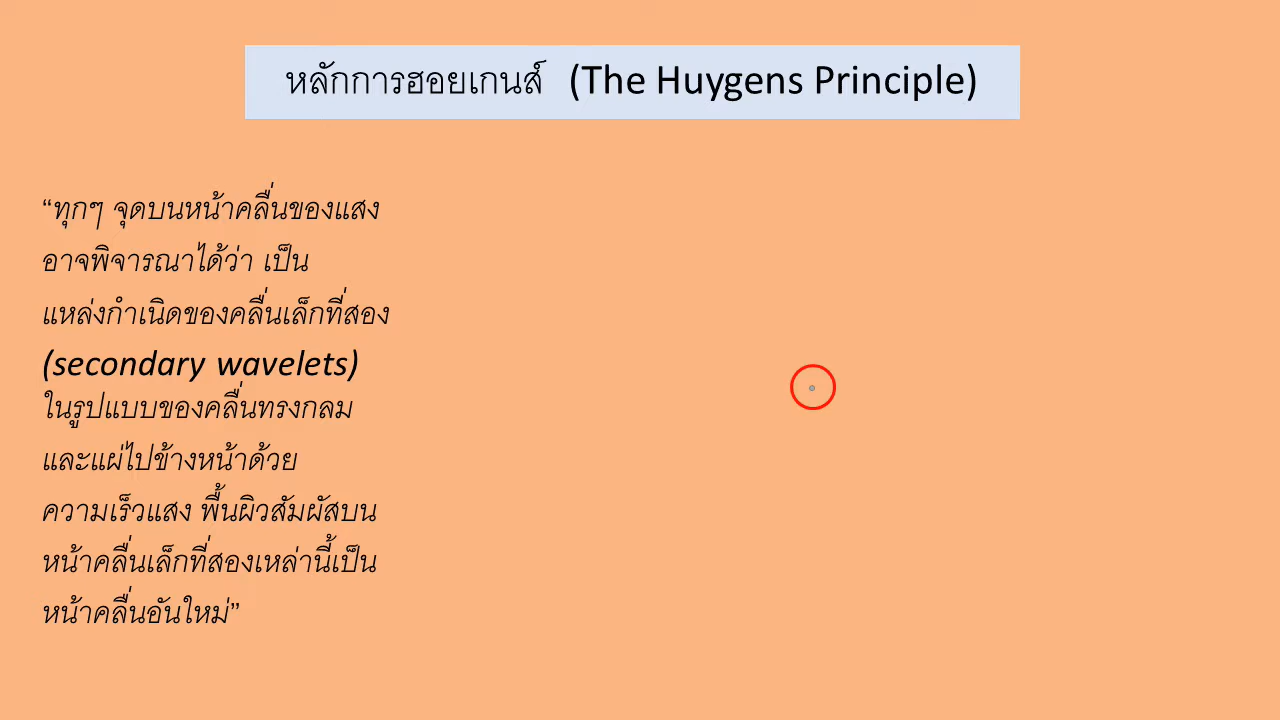 หลักการฮอยเกนส์ (The Huygens Principle)
“ทุกๆ จุดบนหน้าคลื่นของแสง
อาจพิจารณาได้ว่า เป็น
แหล่งกำเนิดของคลื่นเล็กที่สอง
(secondary wavelets)
ในรูปแบบของคลื่นทรงกลม
และแผ่ไปข้างหน้าด้วย
ความเร็วแสง พื้นผิวสัมผัสบน
หน้าคลื่นเล็กที่สองเหล่านี้เป็น
หน้าคลื่นอันใหม่”